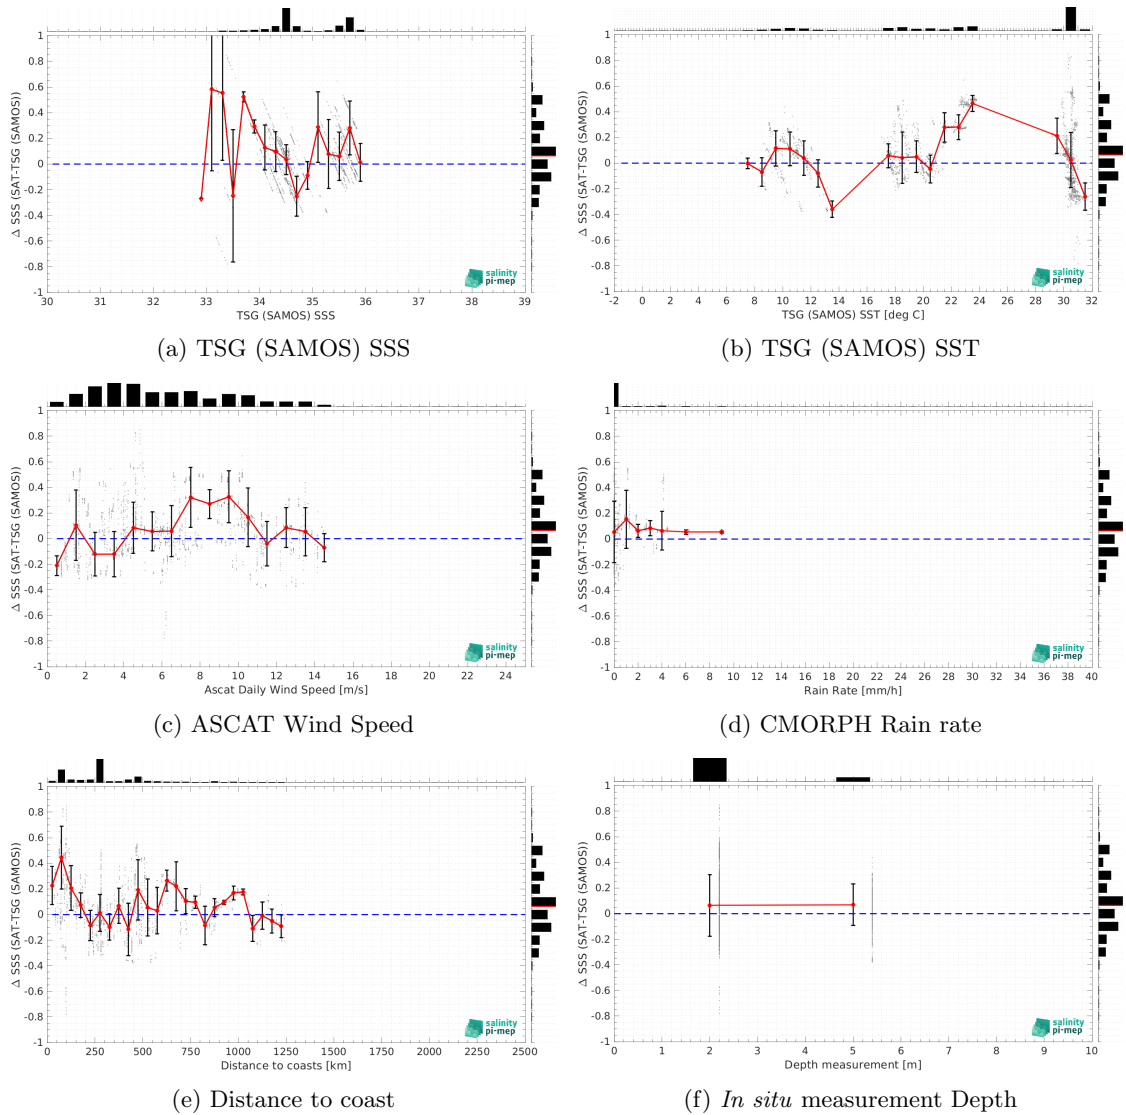 1
0.8
0.6
0.4
0.2
0
-0.2
-0.4
-0.6
-0.8
-1
Δ SSS (SAT-TSG (SAMOS))
30 31 32 33 34 35 36 37 38 39
TSG (SAMOS) SSS
salinity
pi-mep
(a) TSG (SAMOS) SSS
1
0.8
0.6
0.4
0.2
0
-0.2
-0.4
-0.6
-0.8
-1
Δ SSS (SAT-TSG (SAMOS))
-2 0 2 4 6 8 10 12 14 16 18 20 22 24 26 28 30 32
TSG (SAMOS) SST [deg C]
salinity
pi-mep
(b) TSG (SAMOS) SST
1
0.8
0.6
0.4
0.2
0
-0.2
-0.4
-0.6
-0.8
-1
Δ SSS (SAT-TSG (SAMOS))
0 2 4 6 8 10 12 14 16 18 20 22 24
Ascat Daily Wind Speed [m/s]
salinity
pi-mep
(c) ASCAT Wind Speed
1
0.8
0.6
0.4
0.2
0
-0.2
-0.4
-0.6
-0.8
-1
Δ SSS (SAT-TSG (SAMOS))
0 2 4 6 8 10 12 14 16 18 20 22 24 26 28 30 32 34 36 38 40
Rain Rate [mm/h]
salinity
pi-mep
(d) CMORPH Rain rate
1
0.8
0.6
0.4
0.2
0
-0.2
-0.4
-0.6
-0.8
-1
Δ SSS (SAT-TSG (SAMOS))
0 250 500 750 1000 1250 1500 1750 2000 2250 2500
Distance to coasts [km]
salinity
pi-mep
(e) Distance to coast
1
0.8
0.6
0.4
0.2
0
-0.2
-0.4
-0.6
-0.8
-1
Δ SSS (SAT-TSG (SAMOS))
0 1 2 3 4 5 6 7 8 9 10
Depth measurement [m]
salinity
pi-mep
(f) In situ measurement Depth